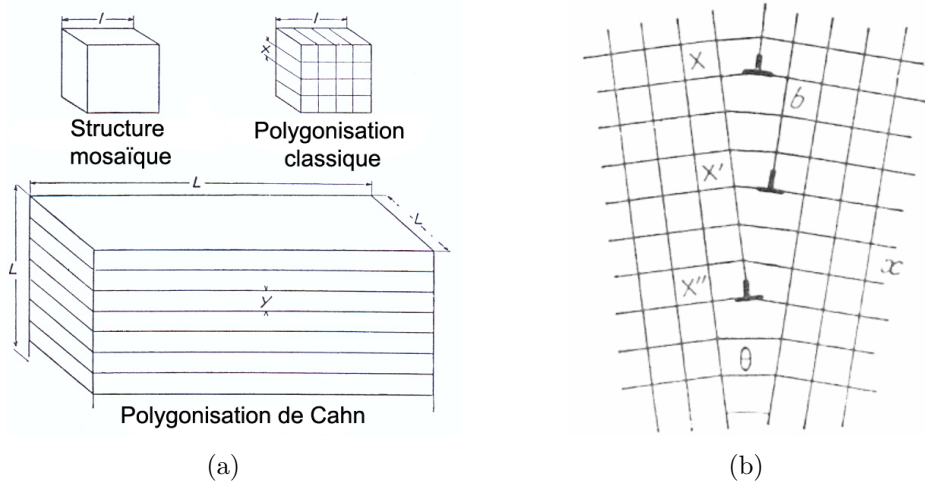 l
l
x
Structure
mosaïque
Polygonisation
classique
L
L
L
y
Polygonisation de Cahn
(a)
X
b
X'
x
X"
θ
(b)